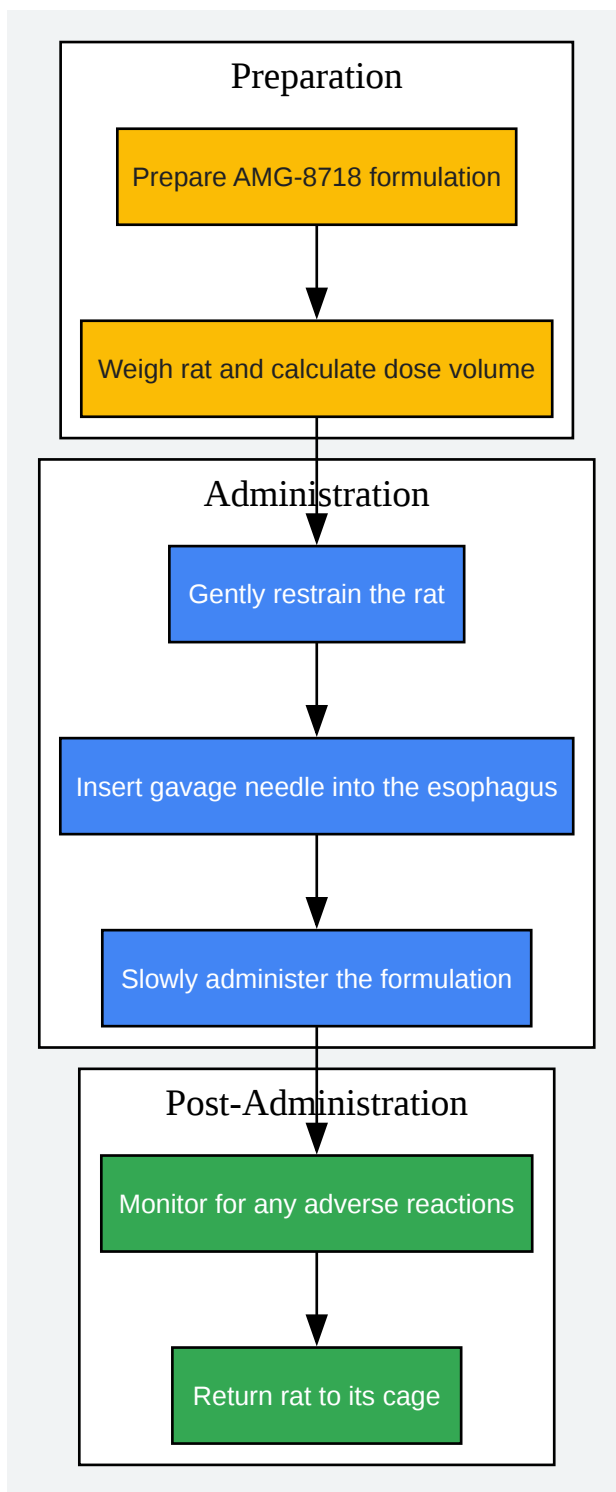 Preparation
Prepare AMG-8718 formulation
Weigh rat and calculate dose volume
Administration
Gently restrain the rat
Insert gavage needle into the esophagus
Slowly administer the formulation
Post-Administration
Monitor for any adverse reactions
Return rat to its cage